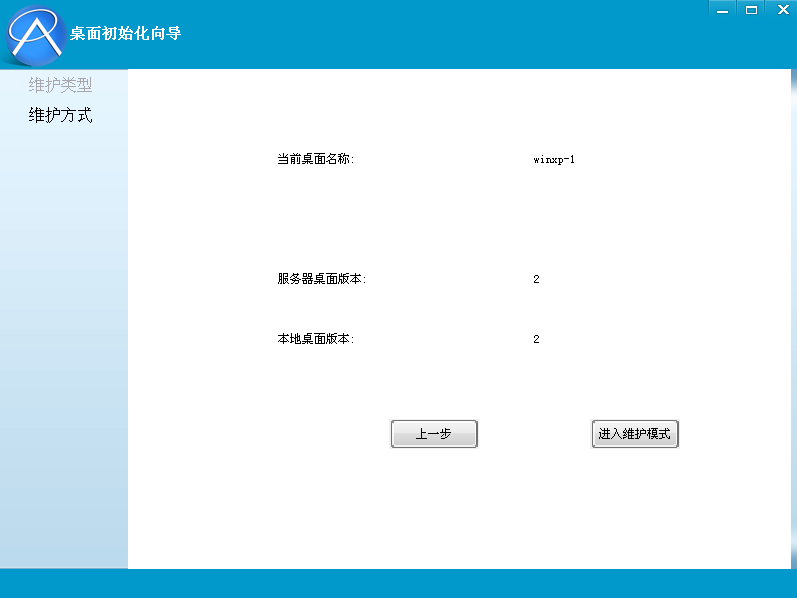 桌面初始化向导
维护类型
维护方式
当前桌面名称: winxp-1
服务器桌面版本: 2
本地桌面版本: 2
上一步 进入维护模式